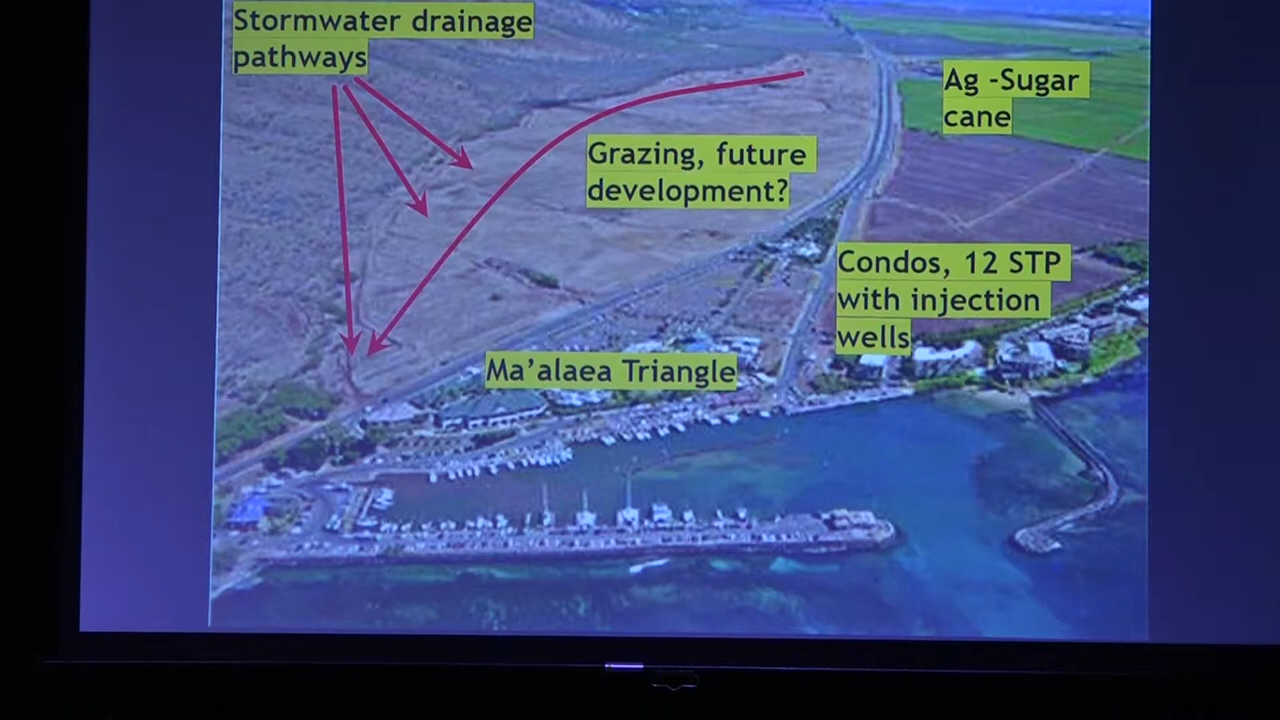 Stormwater drainage
pathways
Ag -Sugar
cane
Grazing, future
development?
Condos, 12 STP
with injection
wells
Ma'alaea Triangle